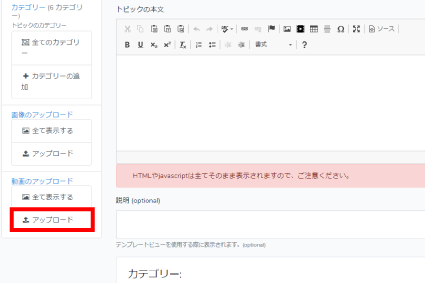 カテゴリー (6 カテゴリ
ー)
トピックのカテゴリー
全てのカテゴリ
ー
カテゴリーの追
加
画像のアップロード
全て表示する
アップロード
動画のアップロード
全て表示する
アップロード
トピックの本文
ソース
B U x₂ x² Iₓ 書式 ?
HTMLやjavascriptは全てそのまま表示されますので、ご注意ください。
説明 (optional)
テンプレートビューを使用する際に表示されます。(optional)
カテゴリー: